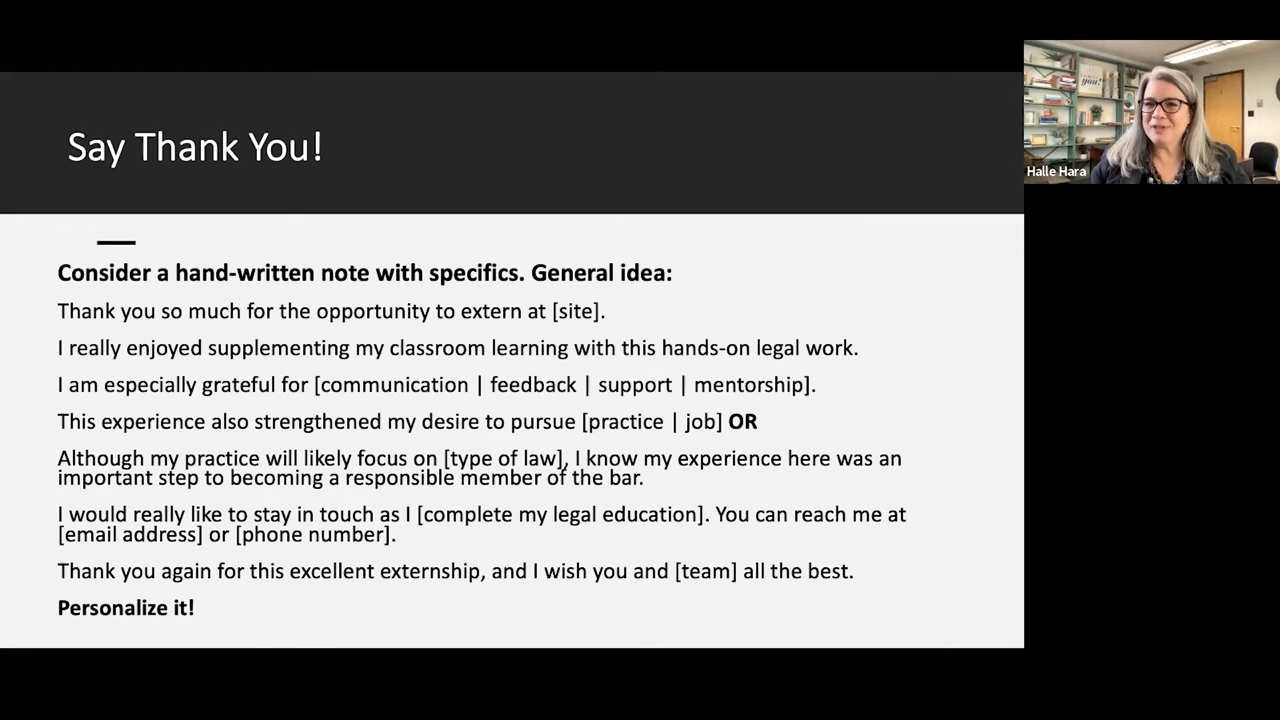 Say Thank You!
Consider a hand-written note with specifics. General idea:
Thank you so much for the opportunity to extern at [site].
I really enjoyed supplementing my classroom learning with this hands-on legal work.
I am especially grateful for [communication | feedback | support | mentorship].
This experience also strengthened my desire to pursue [practice | job] OR
Although my practice will likely focus on [type of law], I know my experience here was an
important step to becoming a responsible member of the bar.
I would really like to stay in touch as I [complete my legal education]. You can reach me at
[email address] or [phone number].
Thank you again for this excellent externship, and I wish you and [team] all the best.
Personalize it!
you!
Halle Hara